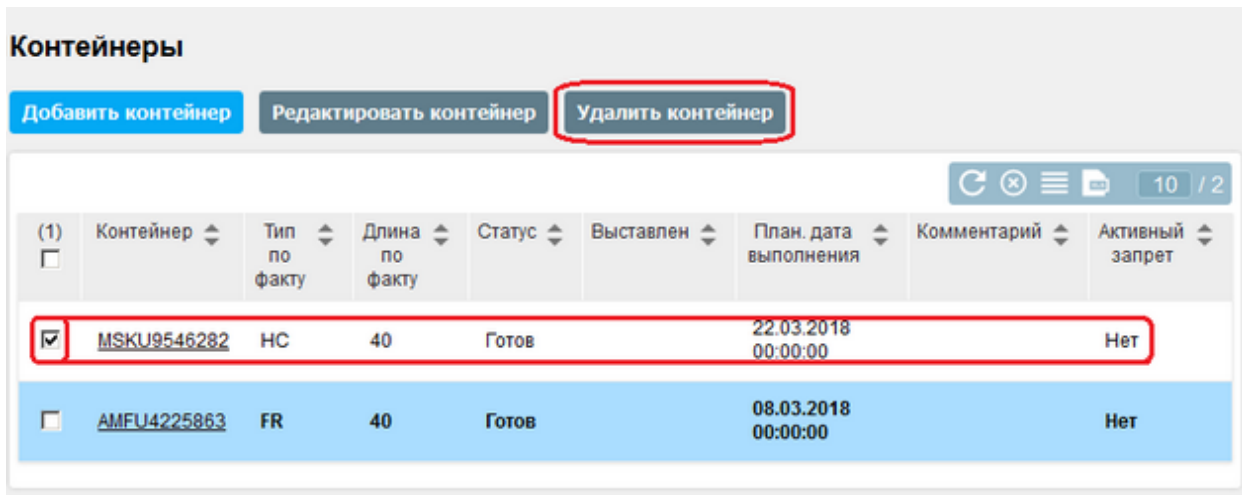 Контейнеры
Добавить контейнер Редактировать контейнер Удалить контейнер
10 / 2
(1) Контейнер Тип по факту Длина по факту Статус Выставлен План. дата выполнения Комментарий Активный запрет
MSKU9546282 HC 40 Готов 22.03.2018 00:00:00 Нет
AMFU4225863 FR 40 Готов 08.03.2018 00:00:00 Нет